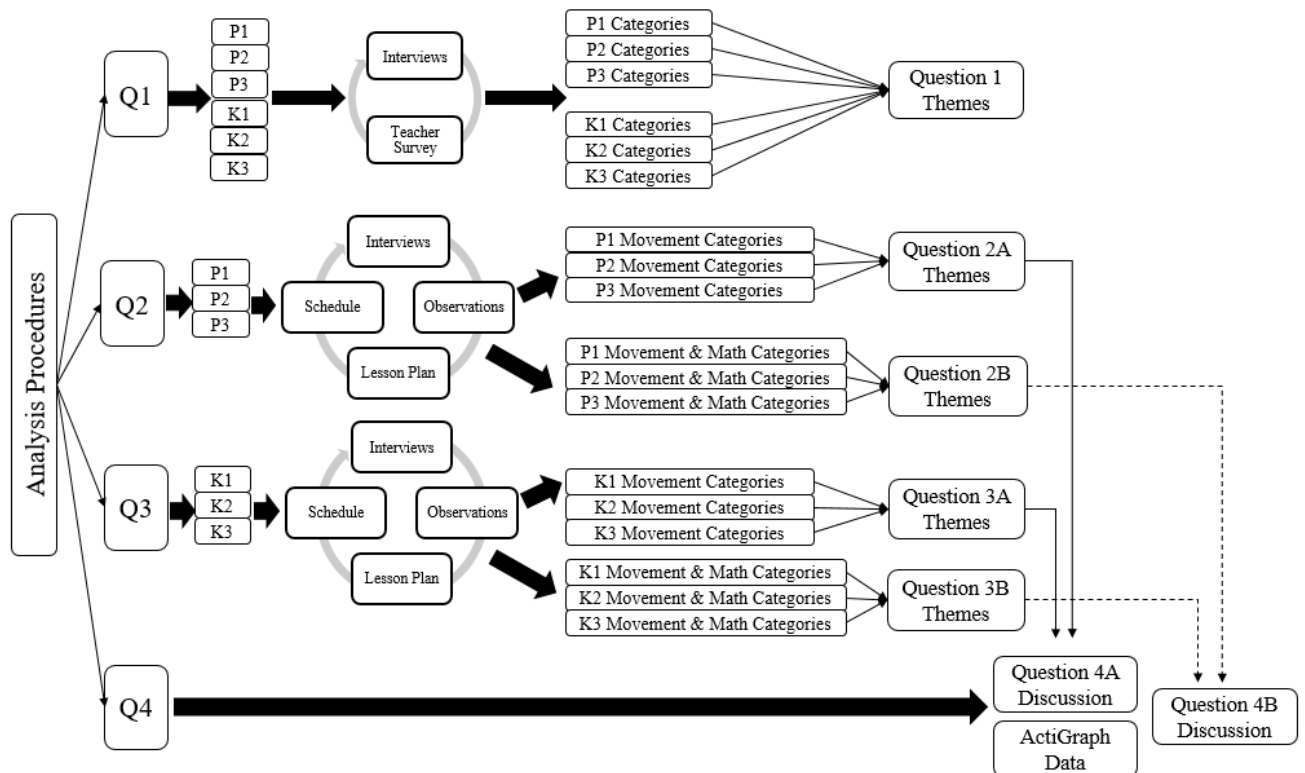 Analysis Procedures
Q1
P1
P2
P3
K1
K2
K3
Interviews
Teacher
Survey
P1 Categories
P2 Categories
P3 Categories
K1 Categories
K2 Categories
K3 Categories
Question 1
Themes
Q2
P1
P2
P3
Interviews
Schedule
Observations
Lesson Plan
P1 Movement Categories
P2 Movement Categories
P3 Movement Categories
Question 2A
Themes
P1 Movement & Math Categories
P2 Movement & Math Categories
P3 Movement & Math Categories
Question 2B
Themes
Q3
K1
K2
K3
Interviews
Schedule
Observations
Lesson Plan
K1 Movement Categories
K2 Movement Categories
K3 Movement Categories
Question 3A
Themes
K1 Movement & Math Categories
K2 Movement & Math Categories
K3 Movement & Math Categories
Question 3B
Themes
Q4
Question 4A
Discussion
ActiGraph
Data
Question 4B
Discussion